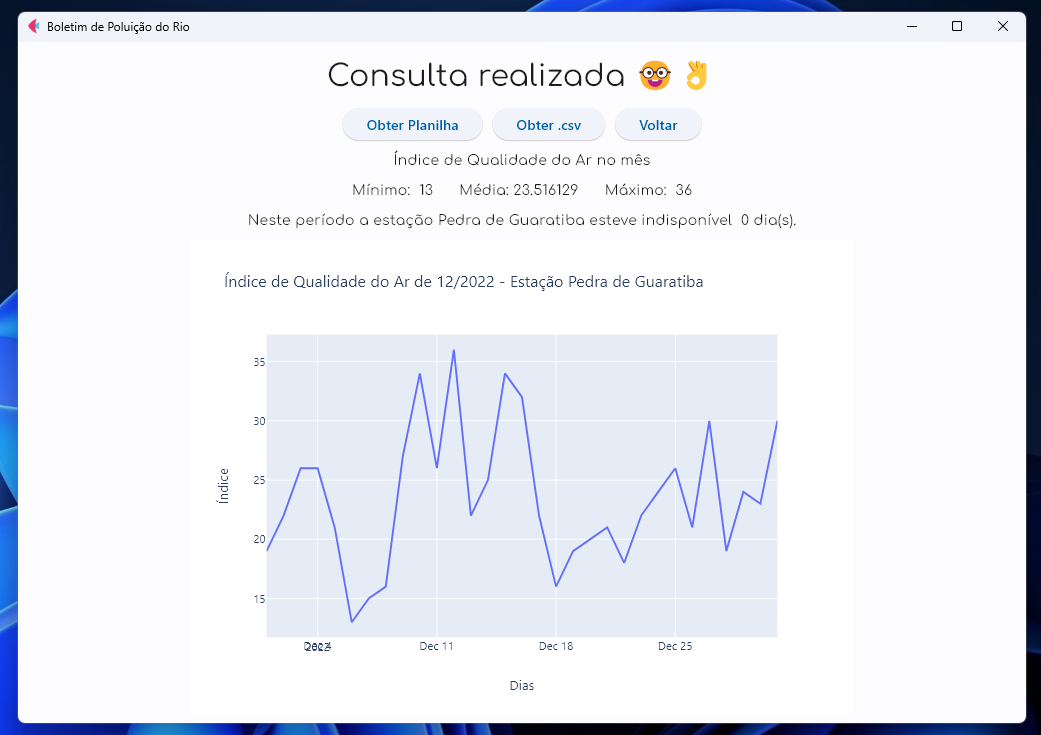 Boletim de Poluição do Rio
Consulta realizada 🤓 👌
Obter Planilha Obter .csv Voltar
Índice de Qualidade do Ar no mês
Mínimo: 13 Média: 23.516129 Máximo: 36
Neste período a estação Pedra de Guaratiba esteve indisponível 0 dia(s).
Índice de Qualidade do Ar de 12/2022 - Estação Pedra de Guaratiba
35
30
25
20
15
Índice
Dec 4 Dec 11 Dec 18 Dec 25
2022
Dias